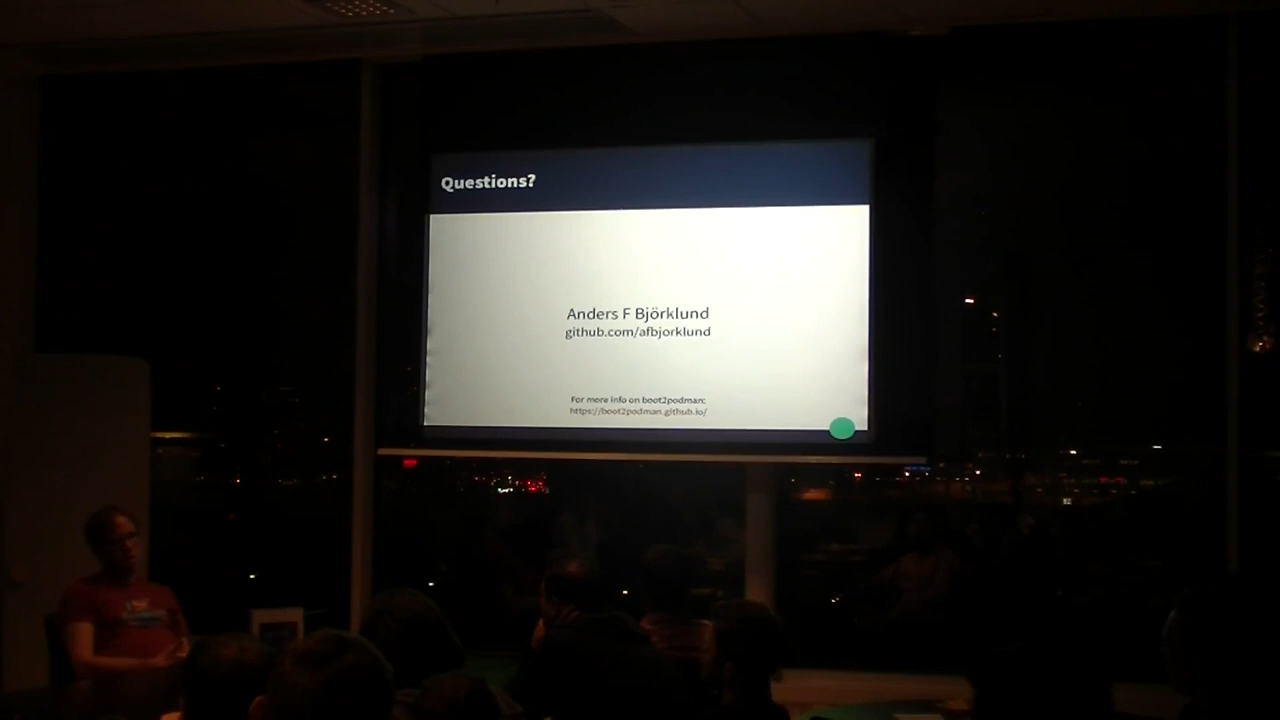 Questions?
Anders F Björklund
github.com/afbjorklund
For more info on boot2podman:
https://boot2podman.github.io/